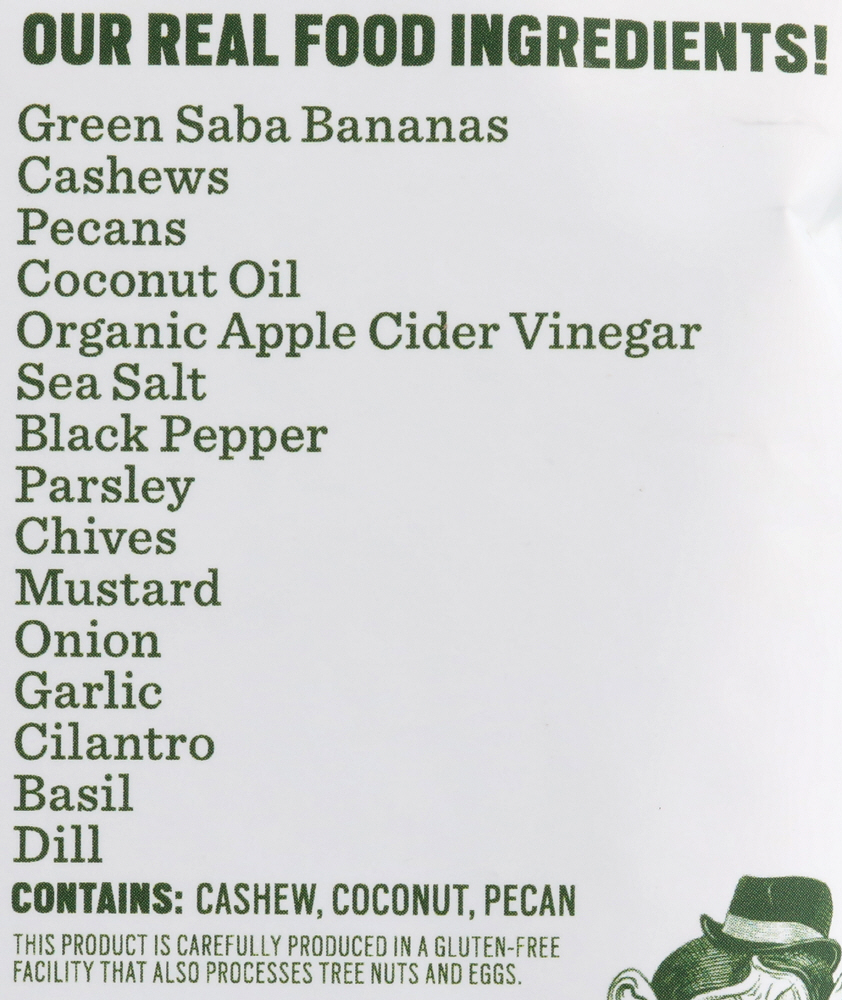 OUR REAL FOOD INGREDIENTS!
Green Saba Bananas
Cashews
Pecans
Coconut Oil
Organic Apple Cider Vinegar
Sea Salt
Black Pepper
Parsley
Chives
Mustard
Onion
Garlic
Cilantro
Basil
Dill
CONTAINS: CASHEW, COCONUT, PECAN
THIS PRODUCT IS CAREFULLY PRODUCED IN A GLUTEN-FREE
FACILITY THAT ALSO PROCESSES TREE NUTS AND EGGS.